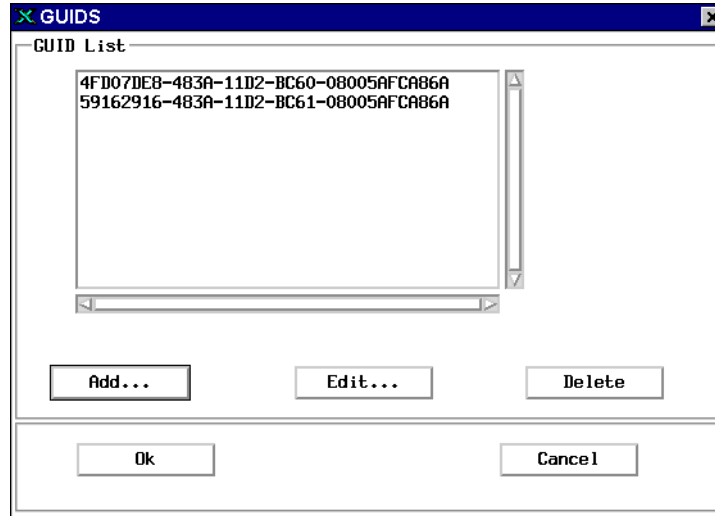 GUIDS
GUID List
4FD07DE8-483A-11D2-BC60-08005AFCA86A
59162916-483A-11D2-BC61-08005AFCA86A
Add... Edit... Delete
Ok Cancel